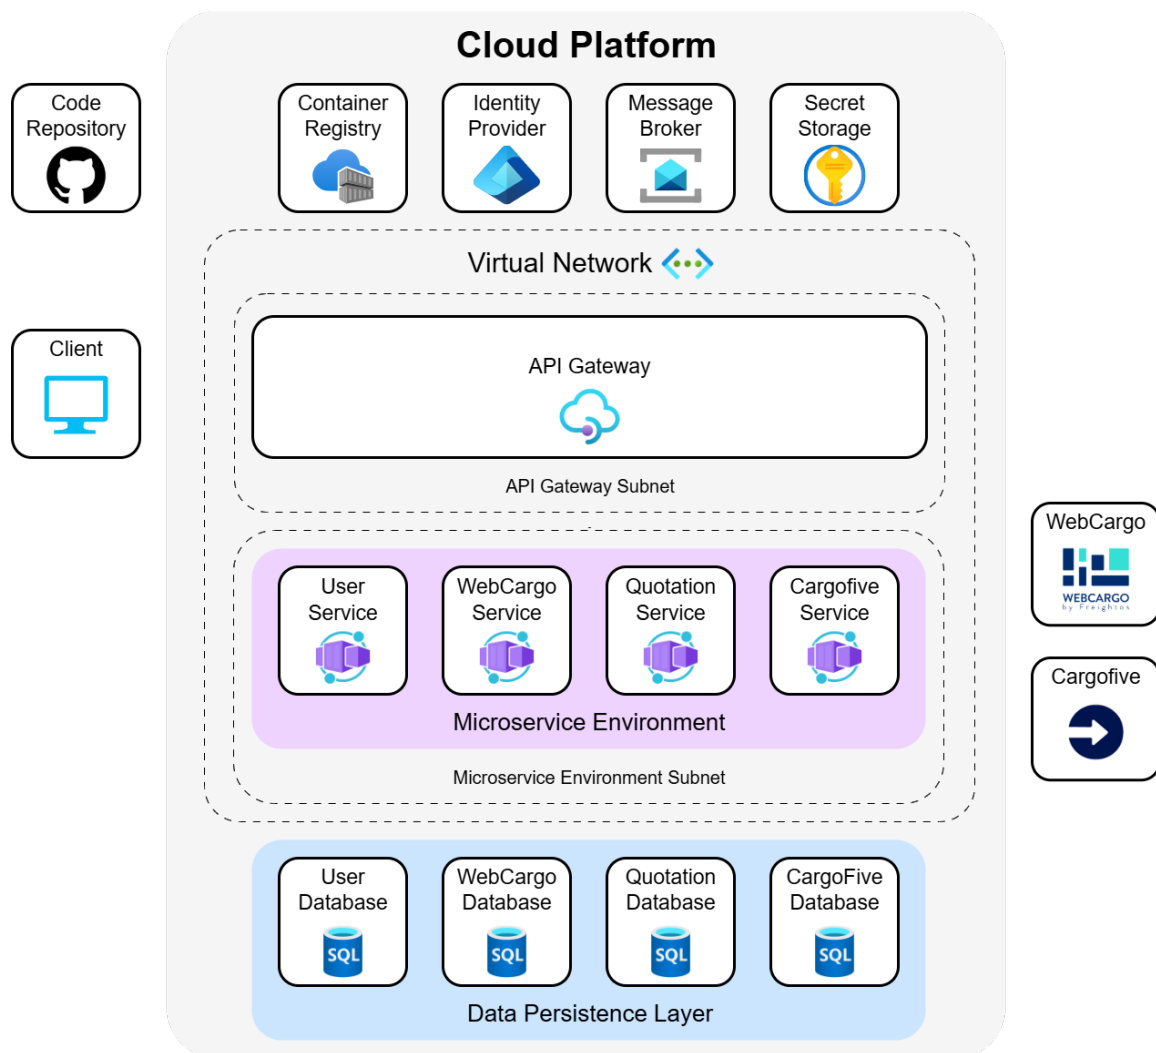 Cloud Platform
Code
Repository
Container
Registry
Identity
Provider
Message
Broker
Secret
Storage
Virtual Network
Client
API Gateway
API Gateway Subnet
WebCargo
WEBCARGO
by Freightos
User
Service
WebCargo
Service
Quotation
Service
Cargofive
Service
Microservice Environment
Cargofive
Microservice Environment Subnet
User
Database
SQL
WebCargo
Database
SQL
Quotation
Database
SQL
CargoFive
Database
SQL
Data Persistence Layer